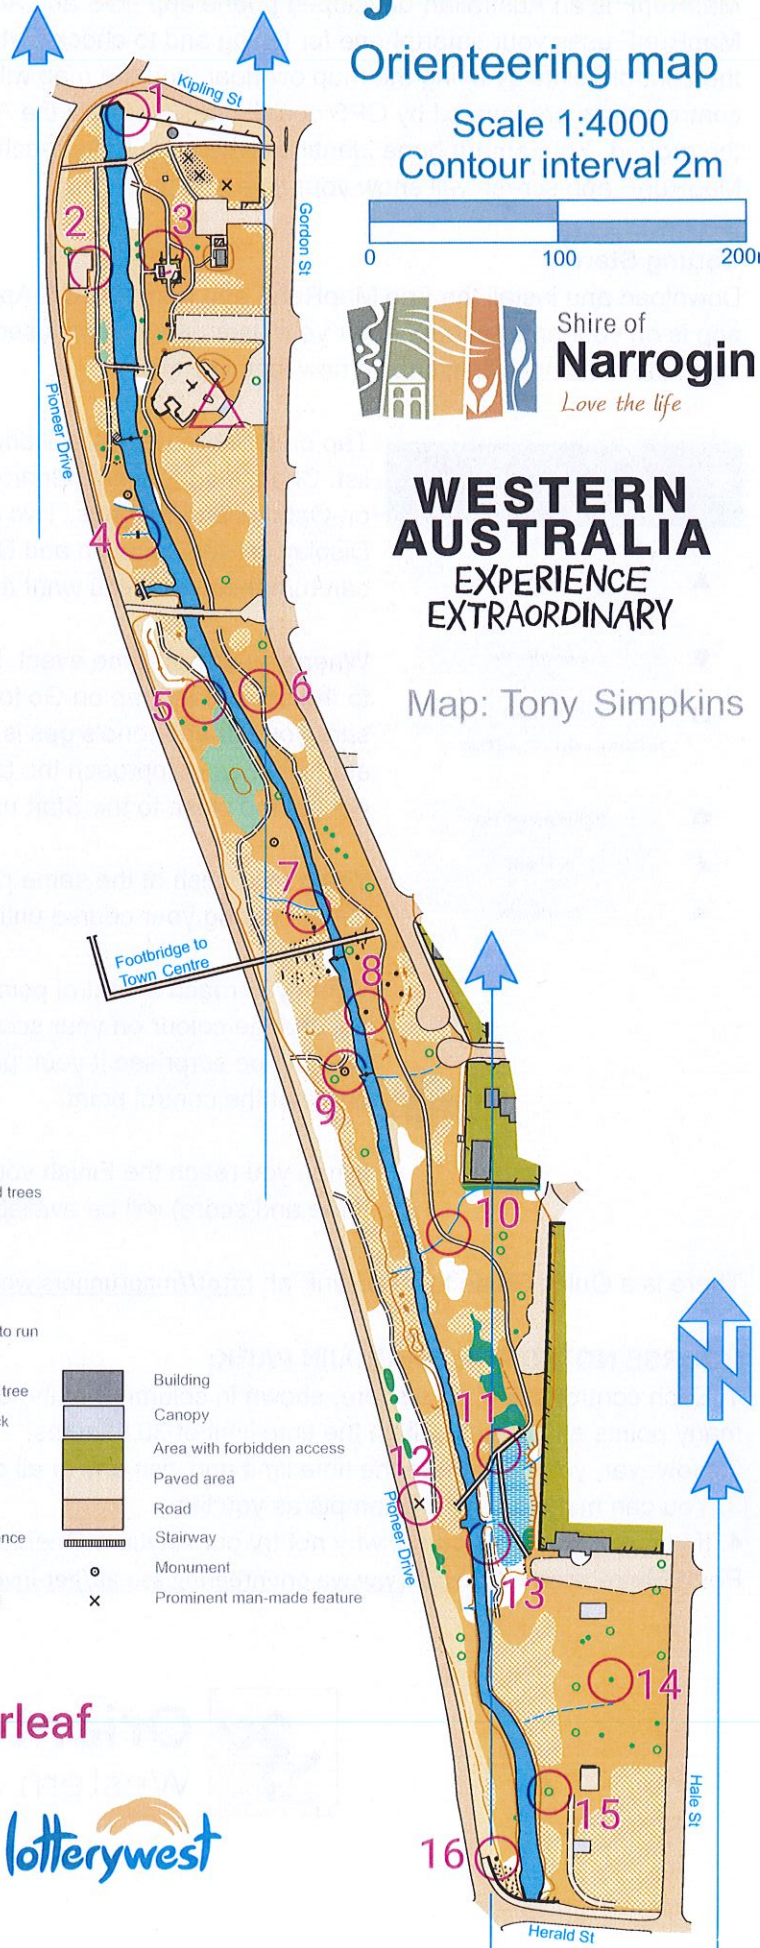 Orienteering map
Scale 1:4000
Contour interval 2m
0 100 200
Shire of
Narrogin
Love the life
WESTERN
AUSTRALIA
EXPERIENCE
EXTRAORDINARY
Map: Tony Simpkins
Kipling St
Gordon St
Pioneer Drive
1
2
3
4
5
6
7
Footbridge to
Town Centre
8
9
10
11
12
13
14
15
16
Pioneer Drive
Hale St
Herald St
N
trees
to run
tree
Building
Canopy
Area with forbidden access
Paved area
Road
Stairway
Monument
Prominent man-made feature
rleaf
lotterywest